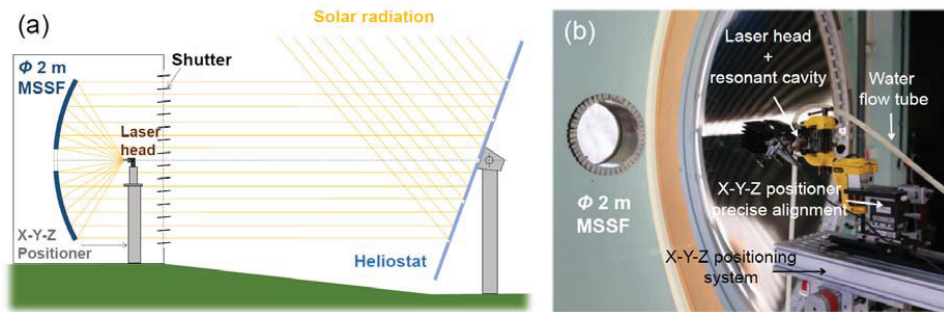 (a)
Solar radiation
Φ 2 m
MSSF
Shutter
Laser
head
X-Y-Z
Positioner
Heliostat
(b)
Laser head
+
resonant cavity
Water
flow tube
X-Y-Z positioner
precise alignment
Φ 2 m
MSSF
X-Y-Z positioning
system